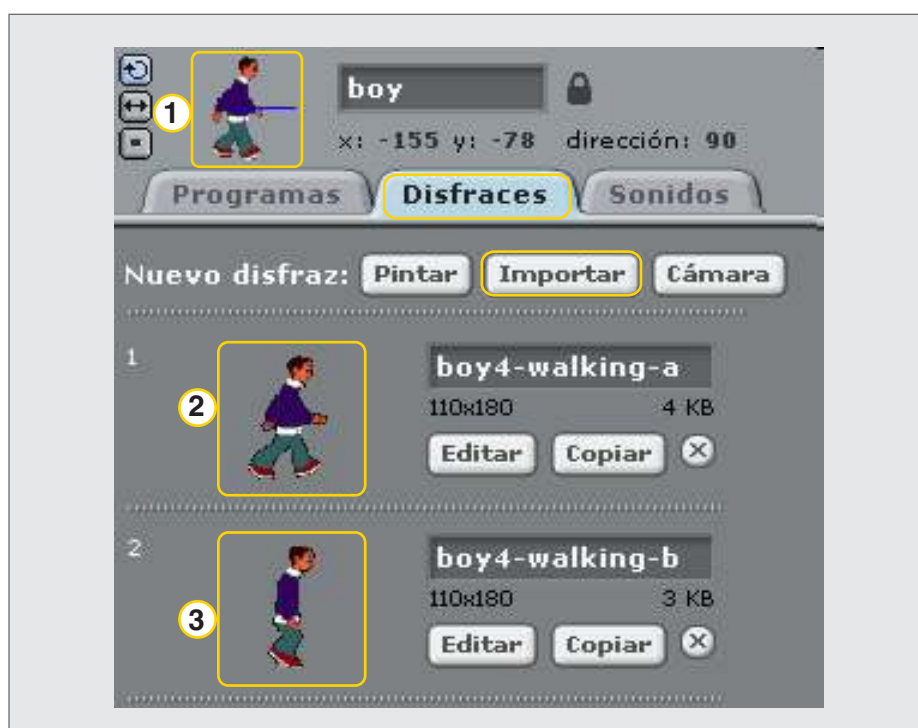 boy
1
x: -155 y: -78 dirección: 90
Programas Disfraces Sonidos
Nuevo disfraz: Pintar Importar Cámara
1
boy4-walking-a
2
110x180 4 KB
Editar Copiar
2
boy4-walking-b
110x180 3 KB
3
Editar Copiar